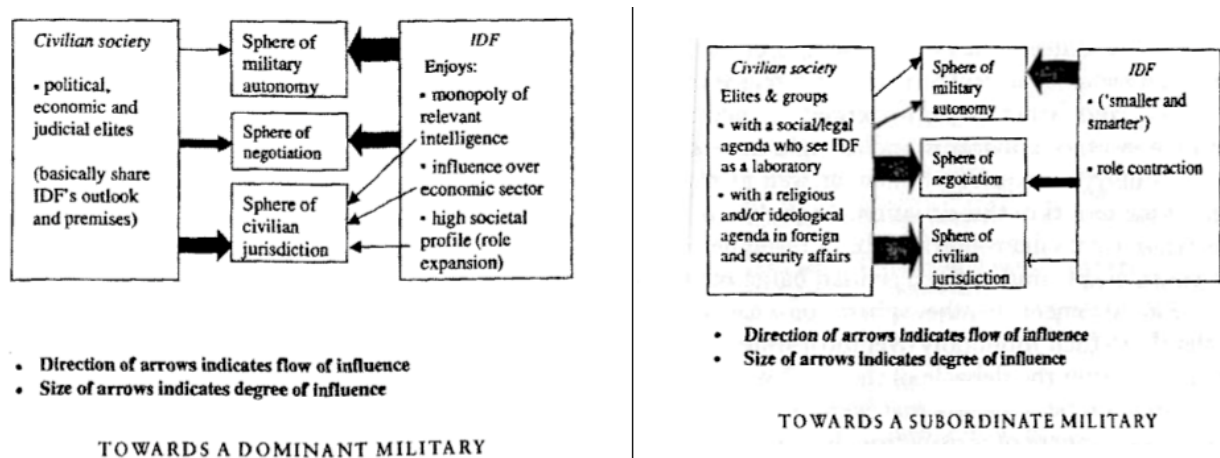 Civilian society
• political,
economic and
judicial elites
(basically share
IDF's outlook
and premises)
Sphere of
military
autonomy
Sphere of
negotiation
Sphere of
civilian
jurisdiction
IDF
Enjoys:
• monopoly of
relevant
intelligence
• influence over
economic sector
• high societal
profile (role
expansion)
• Direction of arrows indicates flow of influence
• Size of arrows indicates degree of influence
TOWARDS A DOMINANT MILITARY
Civilian society
Elites & groups
• with a social/legal
agenda who see IDF
as a laboratory
• with a religious
and/or ideological
agenda in foreign
and security affairs
Sphere of
military
autonomy
Sphere of
negotiation
Sphere of
civilian
jurisdiction
IDF
• ('smaller and
smarter')
• role contraction
• Direction of arrows indicates flow of influence
• Size of arrows indicates degree of influence
TOWARDS A SUBORDINATE MILITARY